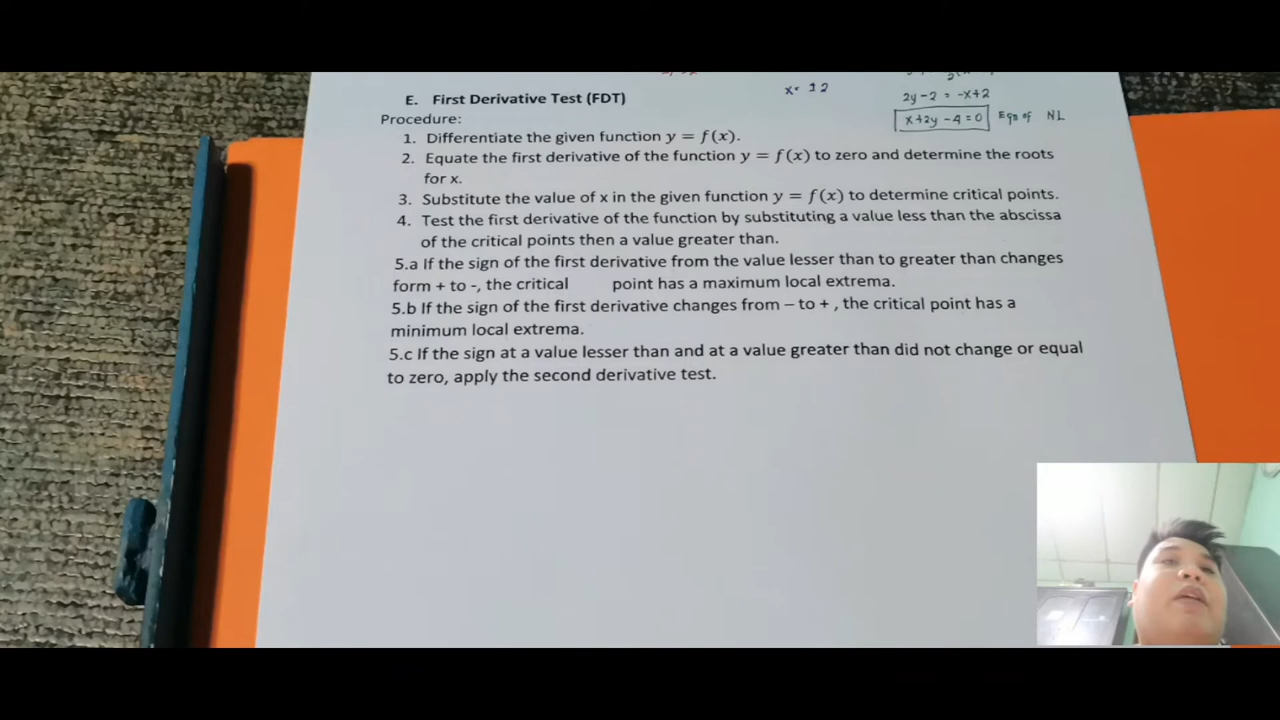 x= 12
2y-2 = -x+2
x+2y-4=0 Eqn of NL
E. First Derivative Test (FDT)
Procedure:
1. Differentiate the given function y = f(x).
2. Equate the first derivative of the function y = f(x) to zero and determine the roots
for x.
3. Substitute the value of x in the given function y = f(x) to determine critical points.
4. Test the first derivative of the function by substituting a value less than the abscissa
of the critical points then a value greater than.
5.a If the sign of the first derivative from the value lesser than to greater than changes
form + to -, the critical point has a maximum local extrema.
5.b If the sign of the first derivative changes from – to + , the critical point has a
minimum local extrema.
5.c If the sign at a value lesser than and at a value greater than did not change or equal
to zero, apply the second derivative test.